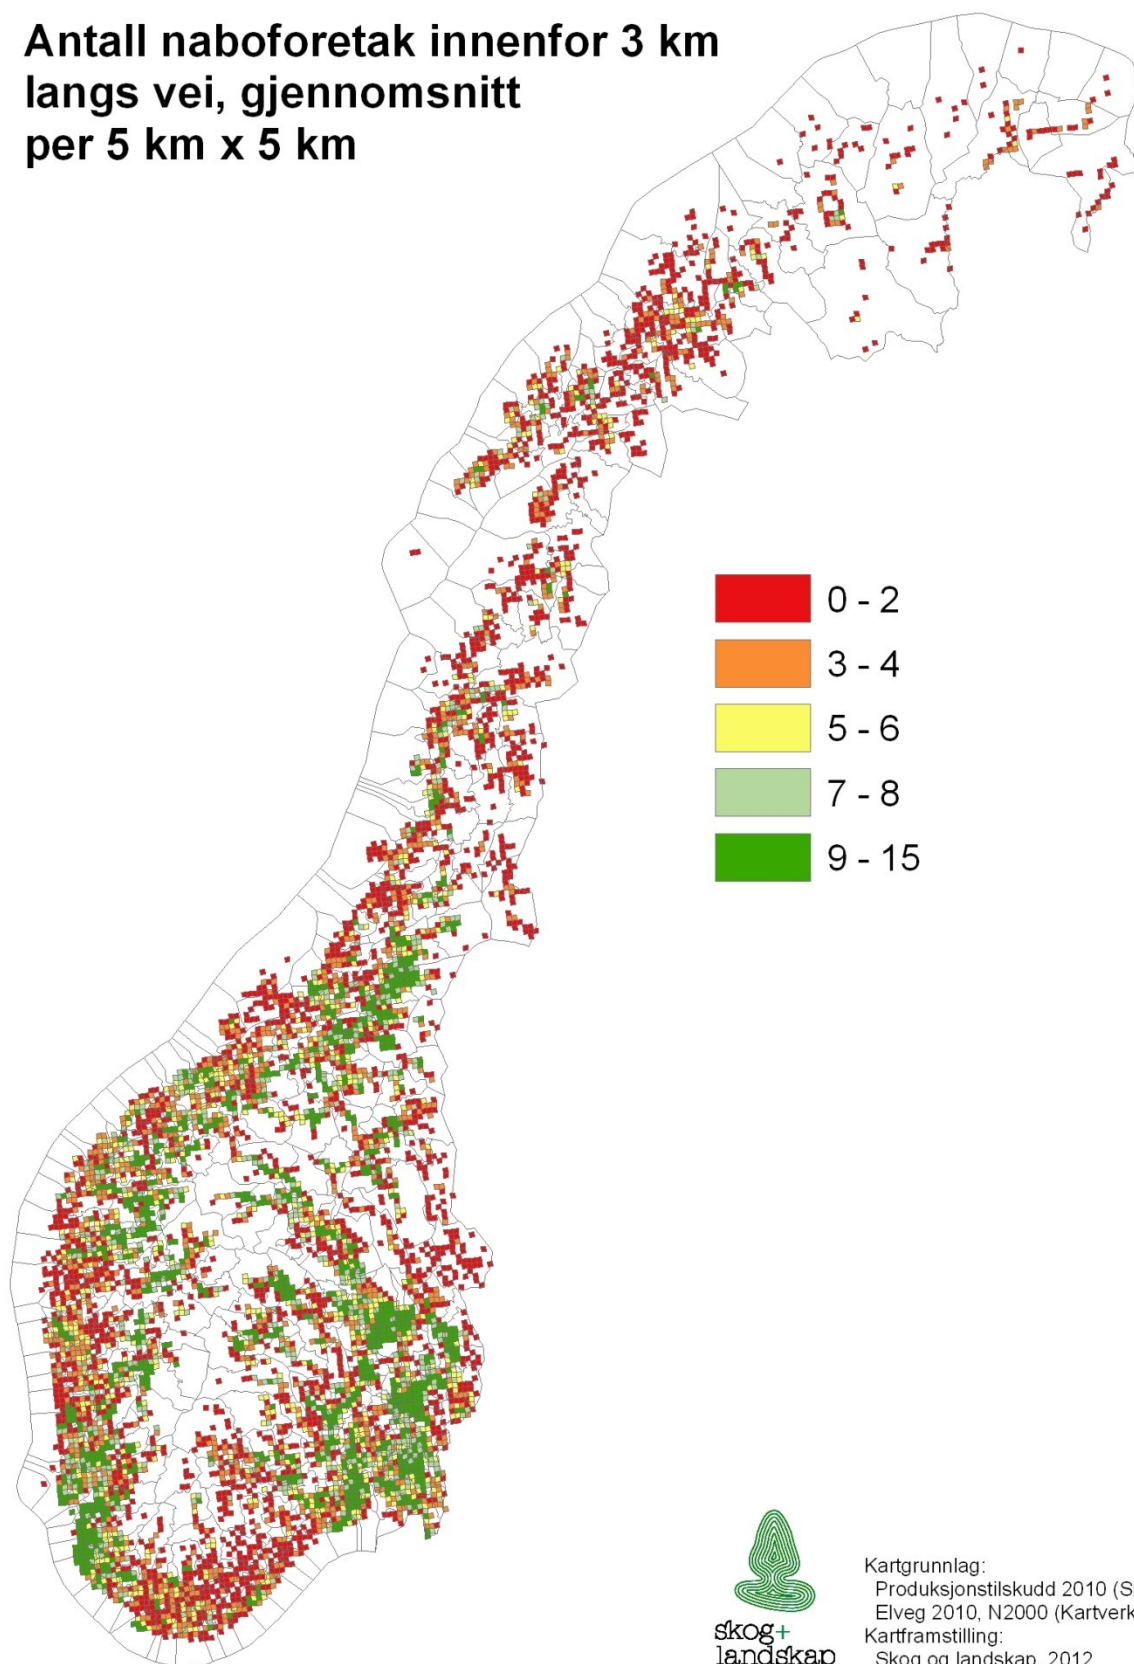 Antall naboforetak innenfor 3 km
langs vei, gjennomsnitt
per 5 km x 5 km
0 - 2
3 - 4
5 - 6
7 - 8
9 - 15
skog+
landskap
Kartgrunnlag:
Produksjonstilskudd 2010 (S
Elveg 2010, N2000 (Kartverk
Kartframstilling:
Skog og landskap, 2012